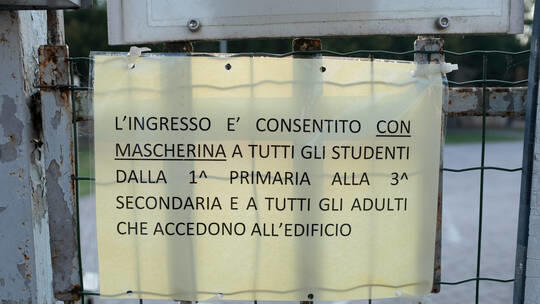 L'INGRESSO E' CONSENTITO CON
MASCHERINA A TUTTI GLI STUDENTI
DALLA 1^ PRIMARIA ALLA 3^
SECONDARIA E A TUTTI GLI ADULTI
CHE ACCEDONO ALL'EDIFICIO